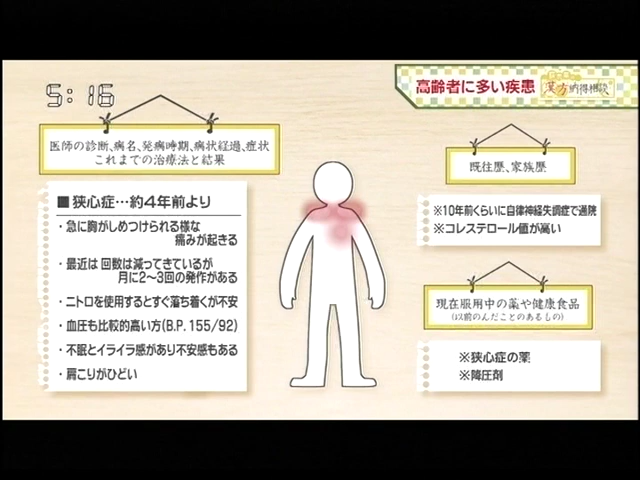 5:16
高齢者に多い疾患
漢方納得相談
医師の診断、病名、発病時期、病状経過、症状
これまでの治療法と結果
■ 狭心症…約4年前より
・急に胸がしめつけられる様な
痛みが起きる
・最近は 回数は減ってきているが
月に2〜3回の発作がある
・ニトロを使用するとすぐ落ち着くが不安
・血圧も比較的高い方(B.P. 155/92)
・不眠とイライラ感があり不安感もある
・肩こりがひどい
既往歴、家族歴
※10年前くらいに自律神経失調症で通院
※コレステロール値が高い
現在服用中の薬や健康食品
(以前のんだことのあるもの)
※狭心症の薬
※降圧剤